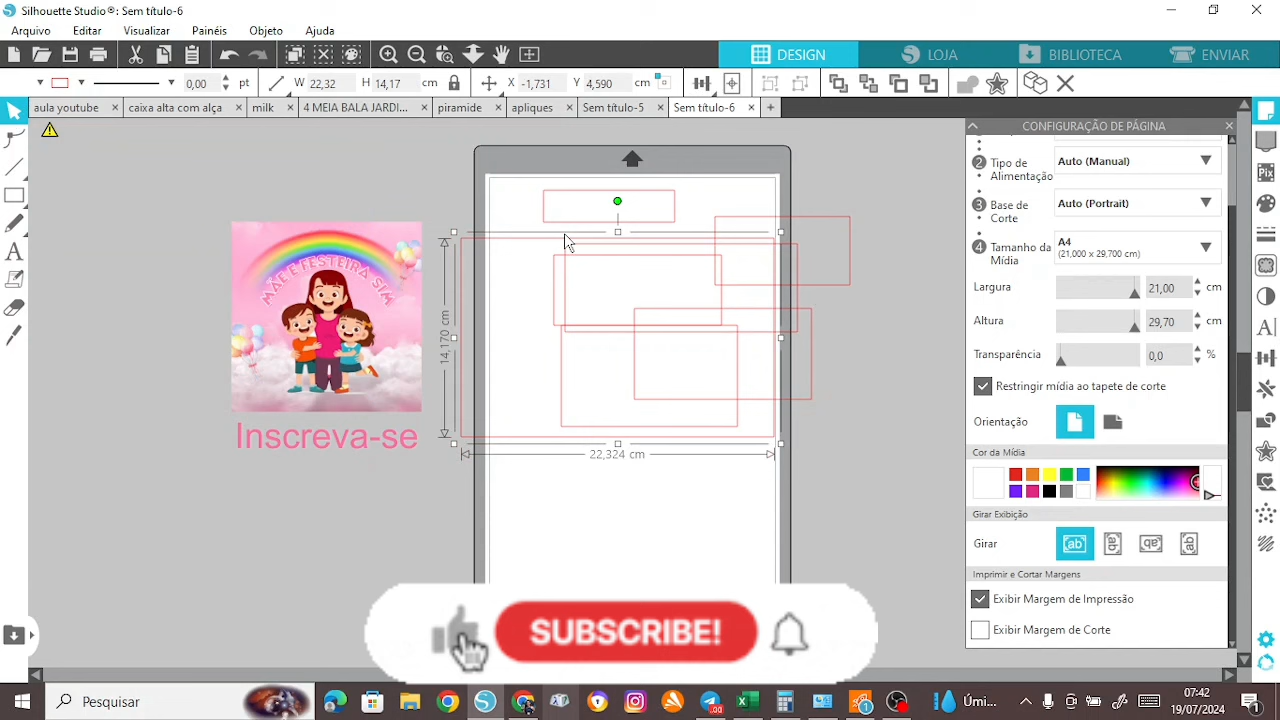 Silhouette Studio®: Sem título-6
Arquivo Editar Visualizar Painéis Objeto Ajuda
DESIGN LOJA BIBLIOTECA ENVIAR
0,00 pt W 22,32 H 14,17 cm X -1,731 Y 4,590 cm
aula youtube caixa alta com alça milk 4 MEIA BALA JARDI... piramide apliques Sem título-5 Sem título-6
CONFIGURAÇÃO DE PÁGINA
2 Tipo de Alimentação Auto (Manual)
3 Base de Corte Auto (Portrait)
4 Tamanho da Mídia A4
(21,000 x 29,700 cm)
Largura 21,00 cm
Altura 29,70 cm
Transparência 0,0 %
Restringir mídia ao tapete de corte
Orientação
Cor da Mídia
Girar Exibição
Girar ab ab ab ab
Imprimir e Cortar Margens
Exibir Margem de Impressão
Exibir Margem de Corte
MÃE E FESTEIRA SIM
Inscreva-se
14,170 cm
22,324 cm
SUBSCRIBE!
Pesquisar
Úmi...
07:42
19/07/2024